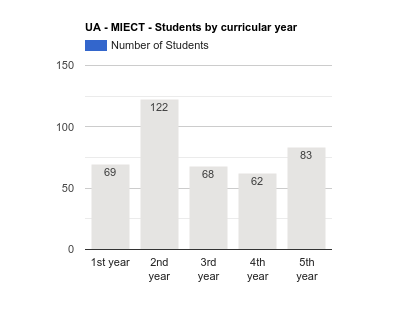 UA - MIECT - Students by curricular year
Number of Students
150
100
50
0
69
122
68
62
83
1st year
2nd year
3rd year
4th year
5th year